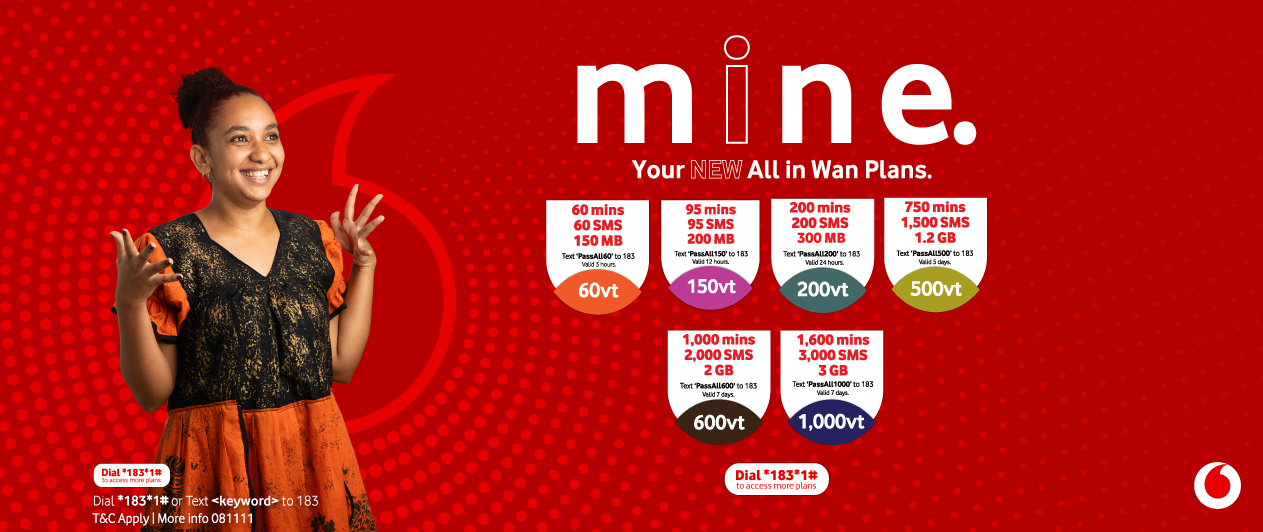 mine.
Your NEW All in Wan Plans.
60 mins
60 SMS
150 MB
Text 'PassAll60' to 183
Valid 3 hours.
60vt
95 mins
95 SMS
200 MB
Text 'PassAll150' to 183
Valid 12 hours.
150vt
200 mins
200 SMS
300 MB
Text 'PassAll200' to 183
Valid 24 hours.
200vt
750 mins
1,500 SMS
1.2 GB
Text 'PassAll500' to 183
Valid 5 days.
500vt
1,000 mins
2,000 SMS
2 GB
Text 'PassAll600' to 183
Valid 7 days.
600vt
1,600 mins
3,000 SMS
3 GB
Text 'PassAll1000' to 183
Valid 7 days.
1,000vt
Dial *183*1#
to access more plans
Dial *183*1#
to access more plans
Dial *183*1# or Text <keyword> to 183
T&C Apply | More info 081111